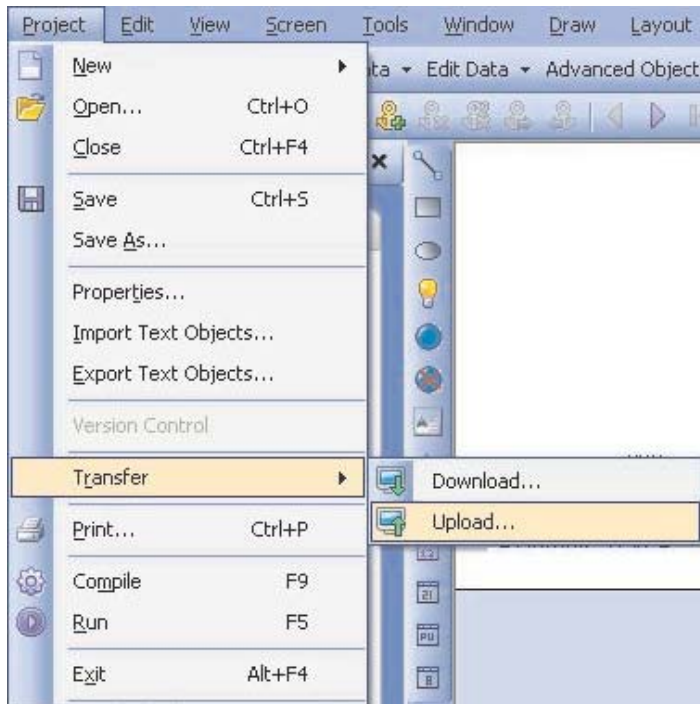 Project Edit View Screen Tools Window Draw Layout
New
Edit Data Advanced Object
Open... Ctrl+O
Close Ctrl+F4
Save Ctrl+S
Save As...
Properties...
Import Text Objects...
Export Text Objects...
Version Control
Transfer
Download...
Upload...
Print... Ctrl+P
Compile F9
Run F5
Exit Alt+F4